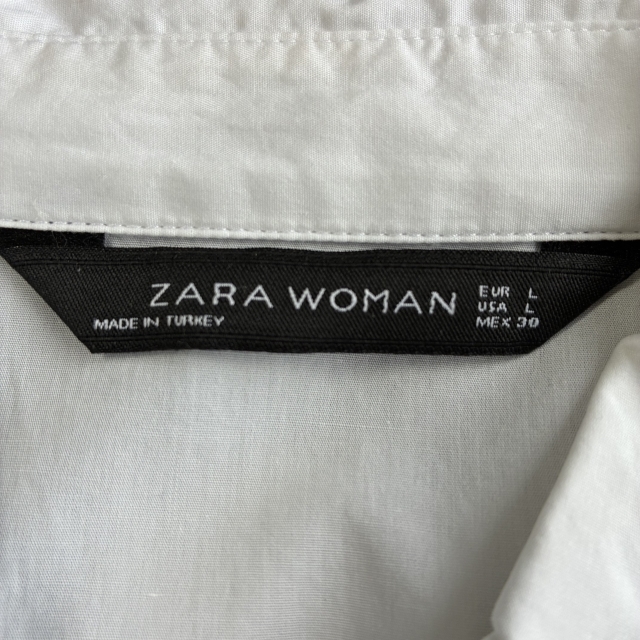 ZARA WOMAN
MADE IN TURKEY
EUR L
USA L
MEX 30